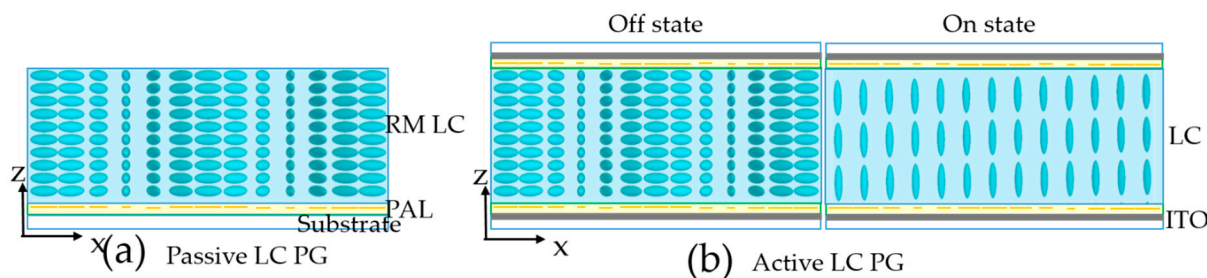 Off state
On state
RM LC
z
PAL
Substrate
x
(a) Passive LC PG
z
LC
ITO
x
(b) Active LC PG